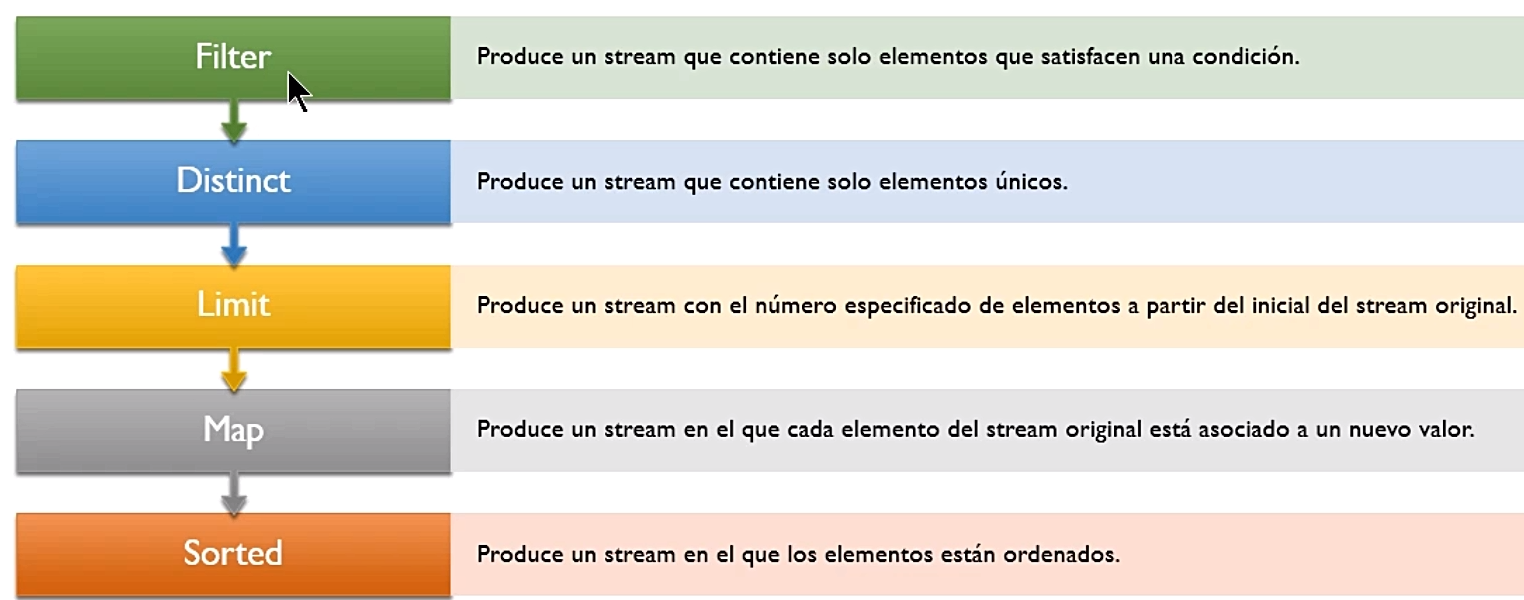 Filter
Produce un stream que contiene solo elementos que satisfacen una condición.
Distinct
Produce un stream que contiene solo elementos únicos.
Limit
Produce un stream con el número especificado de elementos a partir del inicial del stream original.
Map
Produce un stream en el que cada elemento del stream original está asociado a un nuevo valor.
Sorted
Produce un stream en el que los elementos están ordenados.